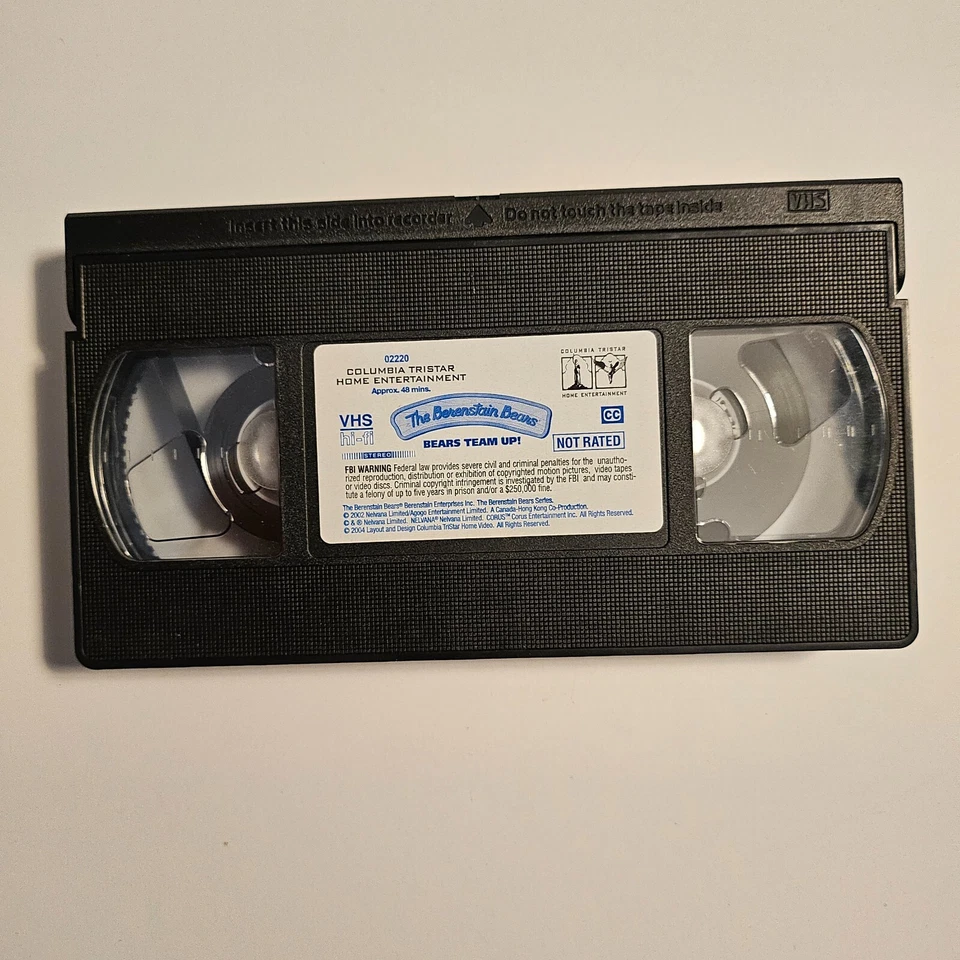 Insert this side into recorder Do not touch the tape inside VHS
02220
COLUMBIA TRISTAR
HOME ENTERTAINMENT
Approx. 48 mins.
COLUMBIA TRISTAR
HOME ENTERTAINMENT
VHS
hi-fi
STEREO
The Berenstain Bears
BEARS TEAM UP!
CC
NOT RATED
FBI WARNING Federal law provides severe civil and criminal penalties for the unautho-
rized reproduction, distribution or exhibition of copyrighted motion pictures, video tapes
or video discs. Criminal copyright infringement is investigated by the FBI and may consti-
tute a felony of up to five years in prison and/or a $250,000 fine.
The Berenstain Bears® Berenstain Enterprises Inc. The Berenstain Bears Series.
© 2002 Nelvana Limited/Agogo Entertainment Limited. A Canada-Hong Kong Co-Production.
© & ® Nelvana Limited. NELVANA® Nelvana Limited. CORUS™ Corus Entertainment Inc. All Rights Reserved.
© 2004 Layout and Design Columbia TriStar Home Video. All Rights Reserved.